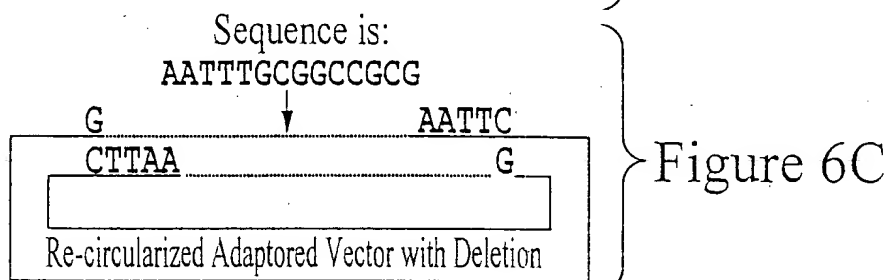 Sequence is:
AATTTGCGGCCGCG
G AATTC
CTTAA G
Figure 6C
Re-circularized Adaptored Vector with Deletion